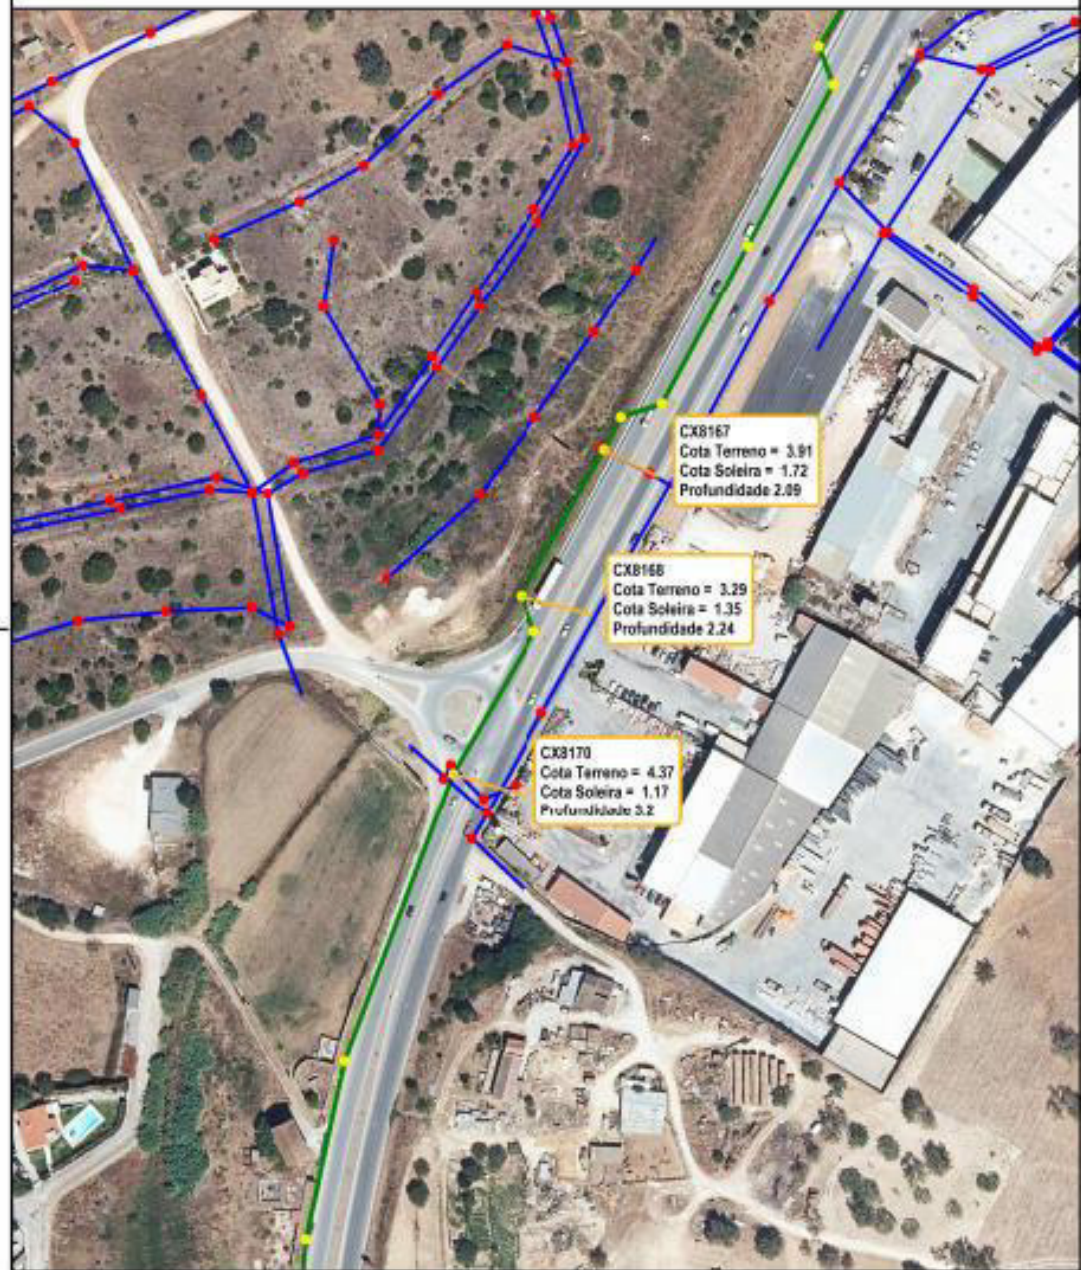 CX8167
Cota Terreno = 3.91
Cota Soleira = 1.72
Profundidade 2.09
CX8168
Cota Terreno = 3.29
Cota Soleira = 1.35
Profundidade 2.24
CX8170
Cota Terreno = 4.37
Cota Soleira = 1.17
Profundidade 3.2